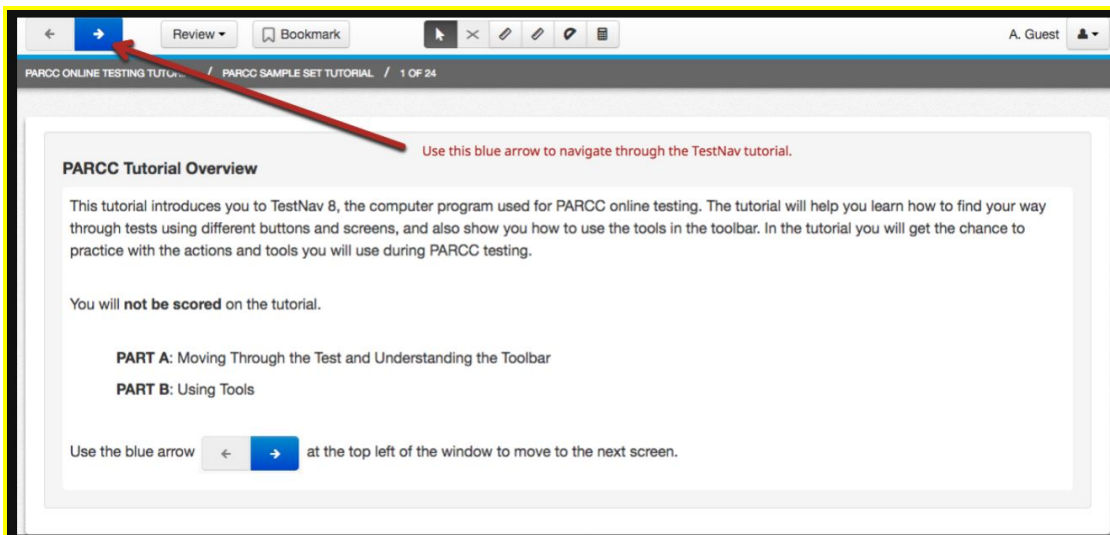 Review
Bookmark
A. Guest
PARCC ONLINE TESTING / PARCC SAMPLE SET TUTORIAL / 1 OF 24
Use this blue arrow to navigate through the TestNav tutorial.
PARCC Tutorial Overview
This tutorial introduces you to TestNav 8, the computer program used for PARCC online testing. The tutorial will help you learn how to find your way
through tests using different buttons and screens, and also show you how to use the tools in the toolbar. In the tutorial you will get the chance to
practice with the actions and tools you will use during PARCC testing.
You will not be scored on the tutorial.
PART A: Moving Through the Test and Understanding the Toolbar
PART B: Using Tools
Use the blue arrow at the top left of the window to move to the next screen.